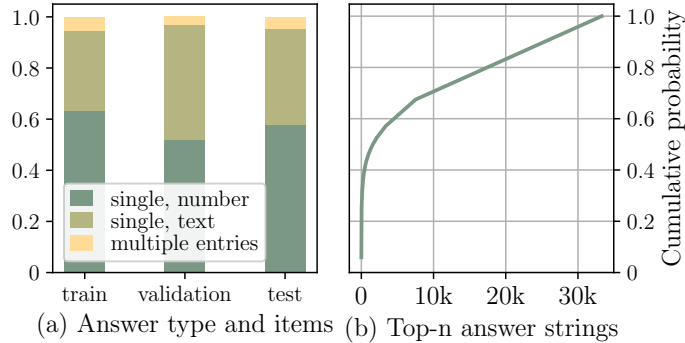 1.0
0.8
0.6
0.4
0.2
0
single, number
single, text
multiple entries
train validation test
(a) Answer type and items
1.0
0.8
0.6
0.4
0.2
0
Cumulative probability
0 10k 20k 30k
(b) Top-n answer strings